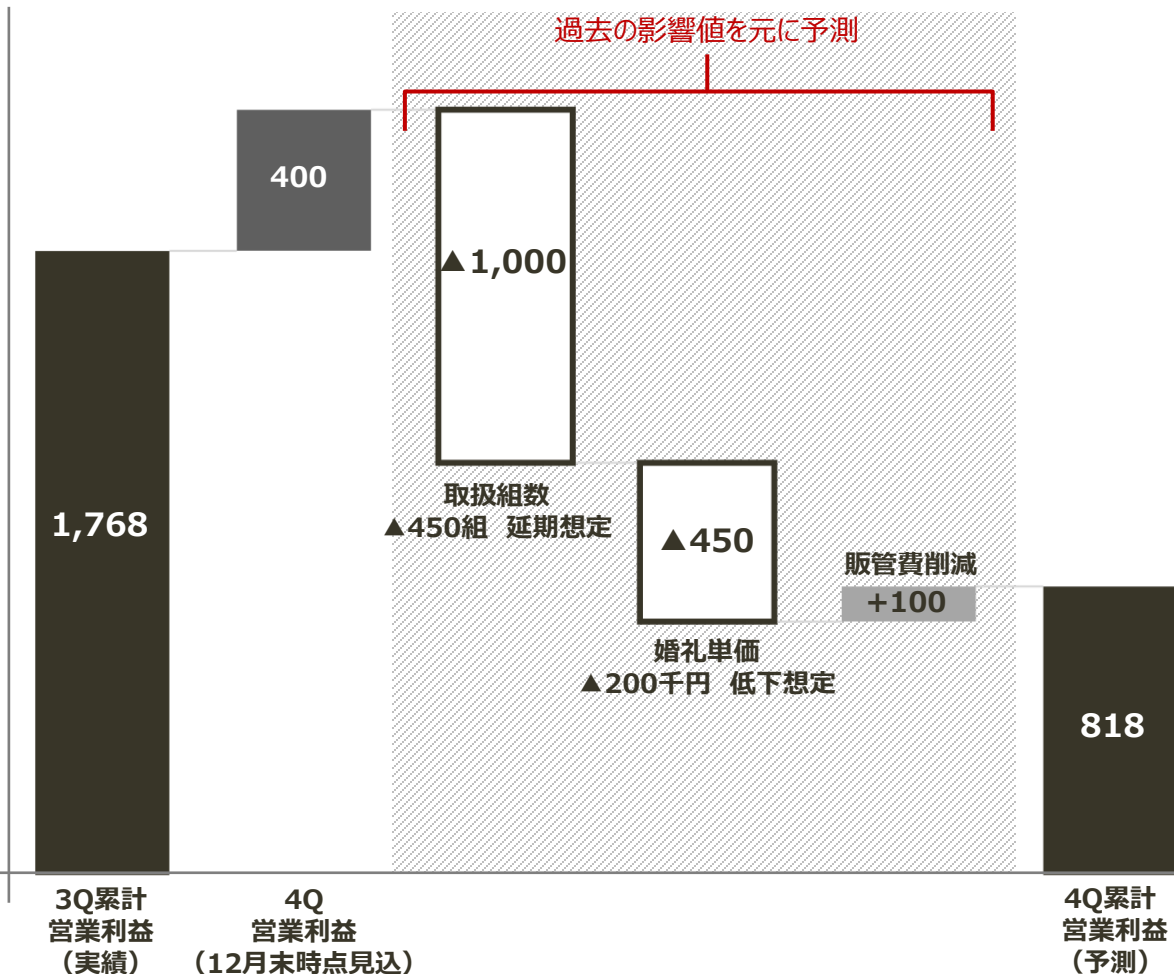 過去の影響値を元に予測
400
▲1,000
1,768
取扱組数
▲450組 延期想定
▲450
販管費削減
+100
婚礼単価
▲200千円 低下想定
818
3Q累計
営業利益
（実績）
4Q
営業利益
（12月末時点見込）
4Q累計
営業利益
（予測）